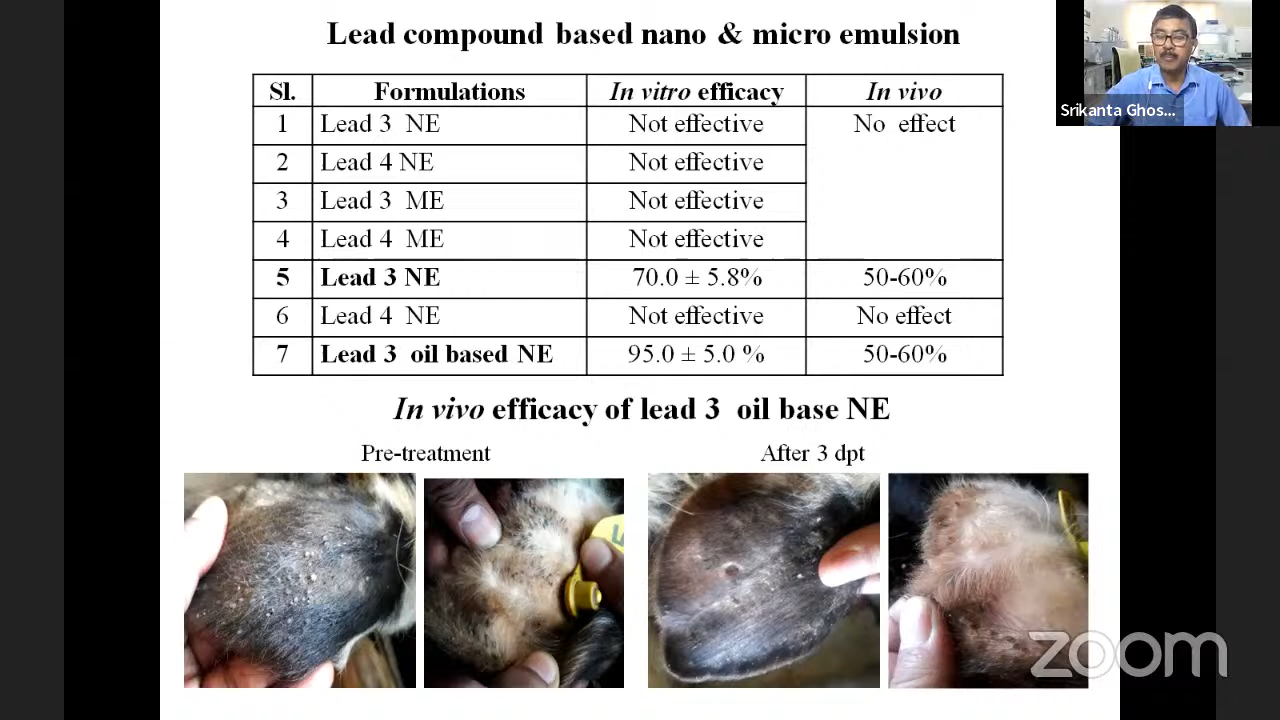 Lead compound based nano & micro emulsion
Srikanta Ghos...
Sl. Formulations In vitro efficacy In vivo
1 Lead 3 NE Not effective No effect
2 Lead 4 NE Not effective
3 Lead 3 ME Not effective
4 Lead 4 ME Not effective
5 Lead 3 NE 70.0 ± 5.8% 50-60%
6 Lead 4 NE Not effective No effect
7 Lead 3 oil based NE 95.0 ± 5.0 % 50-60%
In vivo efficacy of lead 3 oil base NE
Pre-treatment After 3 dpt
zoom